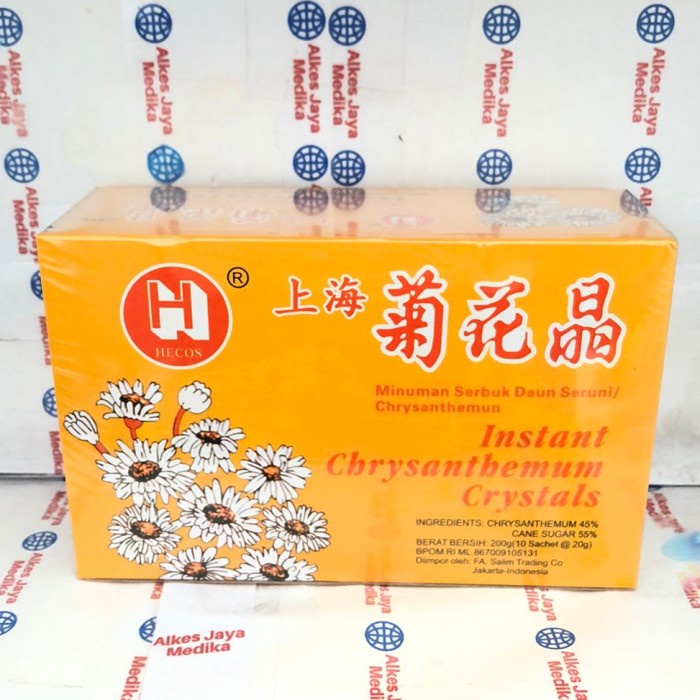 HECOS
®
上海 菊花晶
Minuman Serbuk Daun Seruni/
Chrysanthemun
Instant
Chrysanthemum
Crystals
INGREDIENTS: CHRYSANTHEMUM 45%
CANE SUGAR 55%
BERAT BERSIH: 200g(10 Sachet @ 20g)
BPOM RI ML.867009105131
Diimpor oleh: FA. Salim Trading Co
Jakarta-Indonesia
Alkes Jaya
Medika